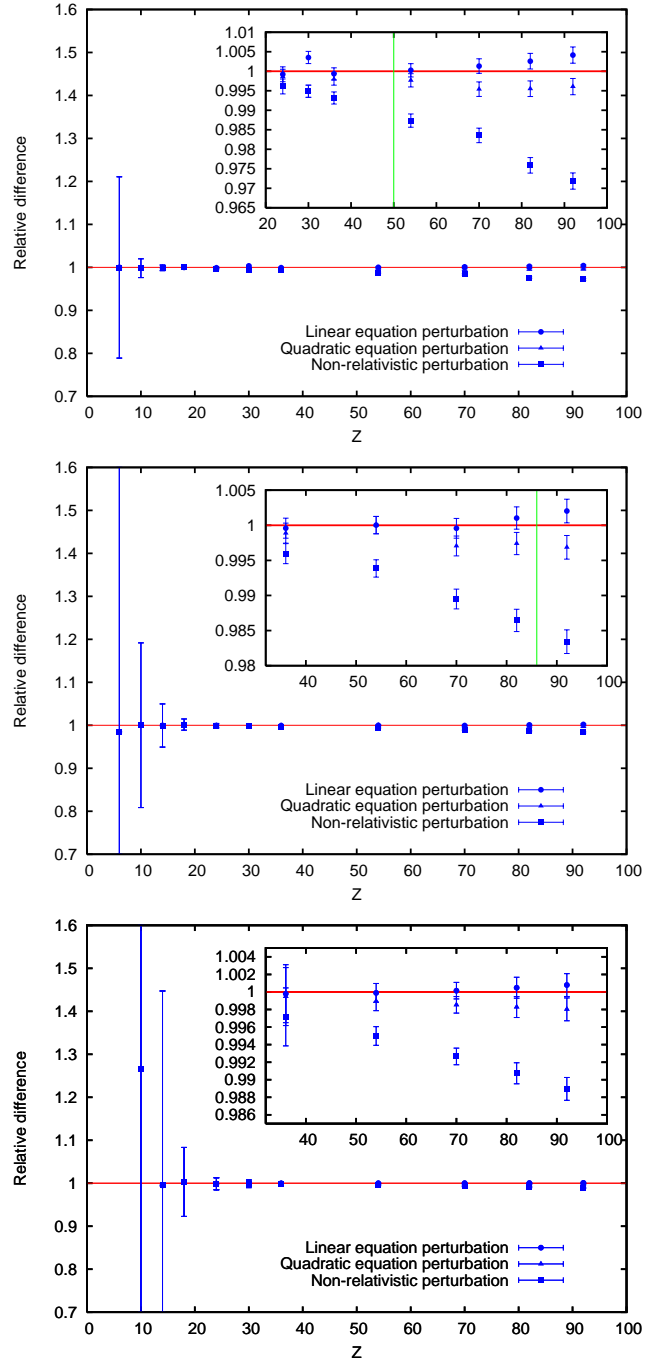 1.6
1.5
1.4
1.3
1.2
1.1
1
0.9
0.8
0.7
Relative difference
1.005
1
0.995
0.99
0.985
0.98
0.975
0.97
0.965
20 30 40 50 60 70 80 90 100
Linear equation perturbation
Quadratic equation perturbation
Non-relativistic perturbation
0 10 20 30 40 50 60 70 80 90 100
Z
1.6
1.5
1.4
1.3
1.2
1.1
1
0.9
0.8
0.7
Relative difference
1.005
1
0.995
0.99
0.985
0.98
40 50 60 70 80 90 100
Linear equation perturbation
Quadratic equation perturbation
Non-relativistic perturbation
0 10 20 30 40 50 60 70 80 90 100
Z
1.6
1.5
1.4
1.3
1.2
1.1
1
0.9
0.8
0.7
Relative difference
1.004
1.002
1
0.998
0.996
0.994
0.992
0.99
0.988
0.986
40 50 60 70 80 90 100
Linear equation perturbation
Quadratic equation perturbation
Non-relativistic perturbation
0 10 20 30 40 50 60 70 80 90 100
Z